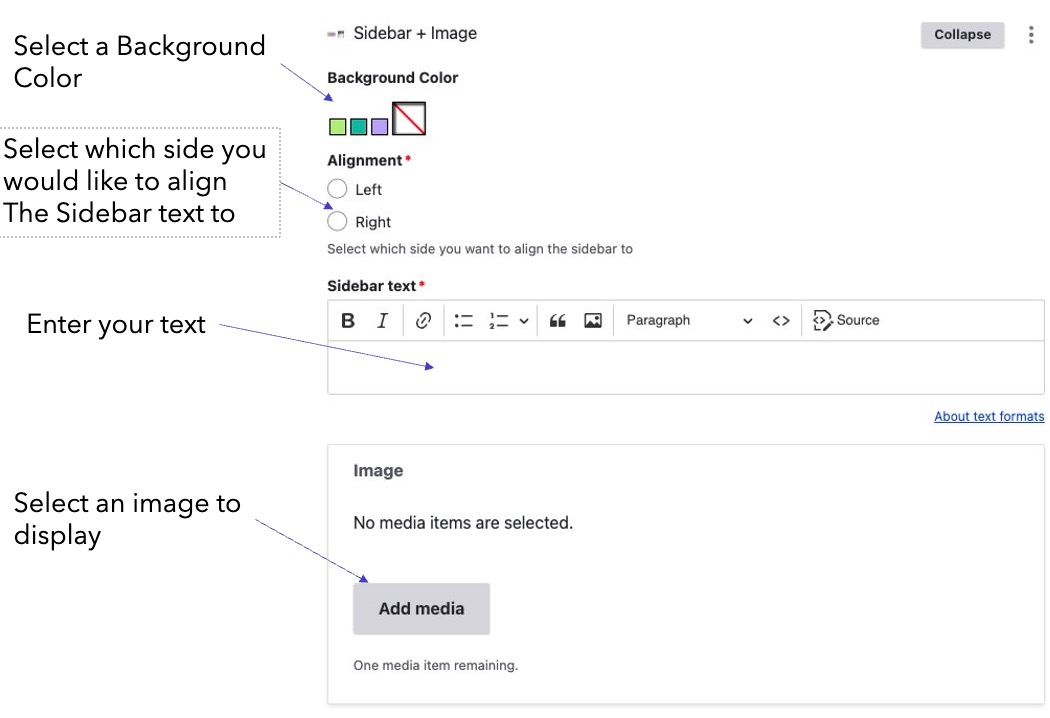 Select a Background
Color
Sidebar + Image
Collapse
Background Color
Select which side you
would like to align
The Sidebar text to
Alignment*
Left
Right
Select which side you want to align the sidebar to
Sidebar text*
Enter your text
B I Paragraph <> Source
About text formats
Image
No media items are selected.
Select an image to
display
Add media
One media item remaining.